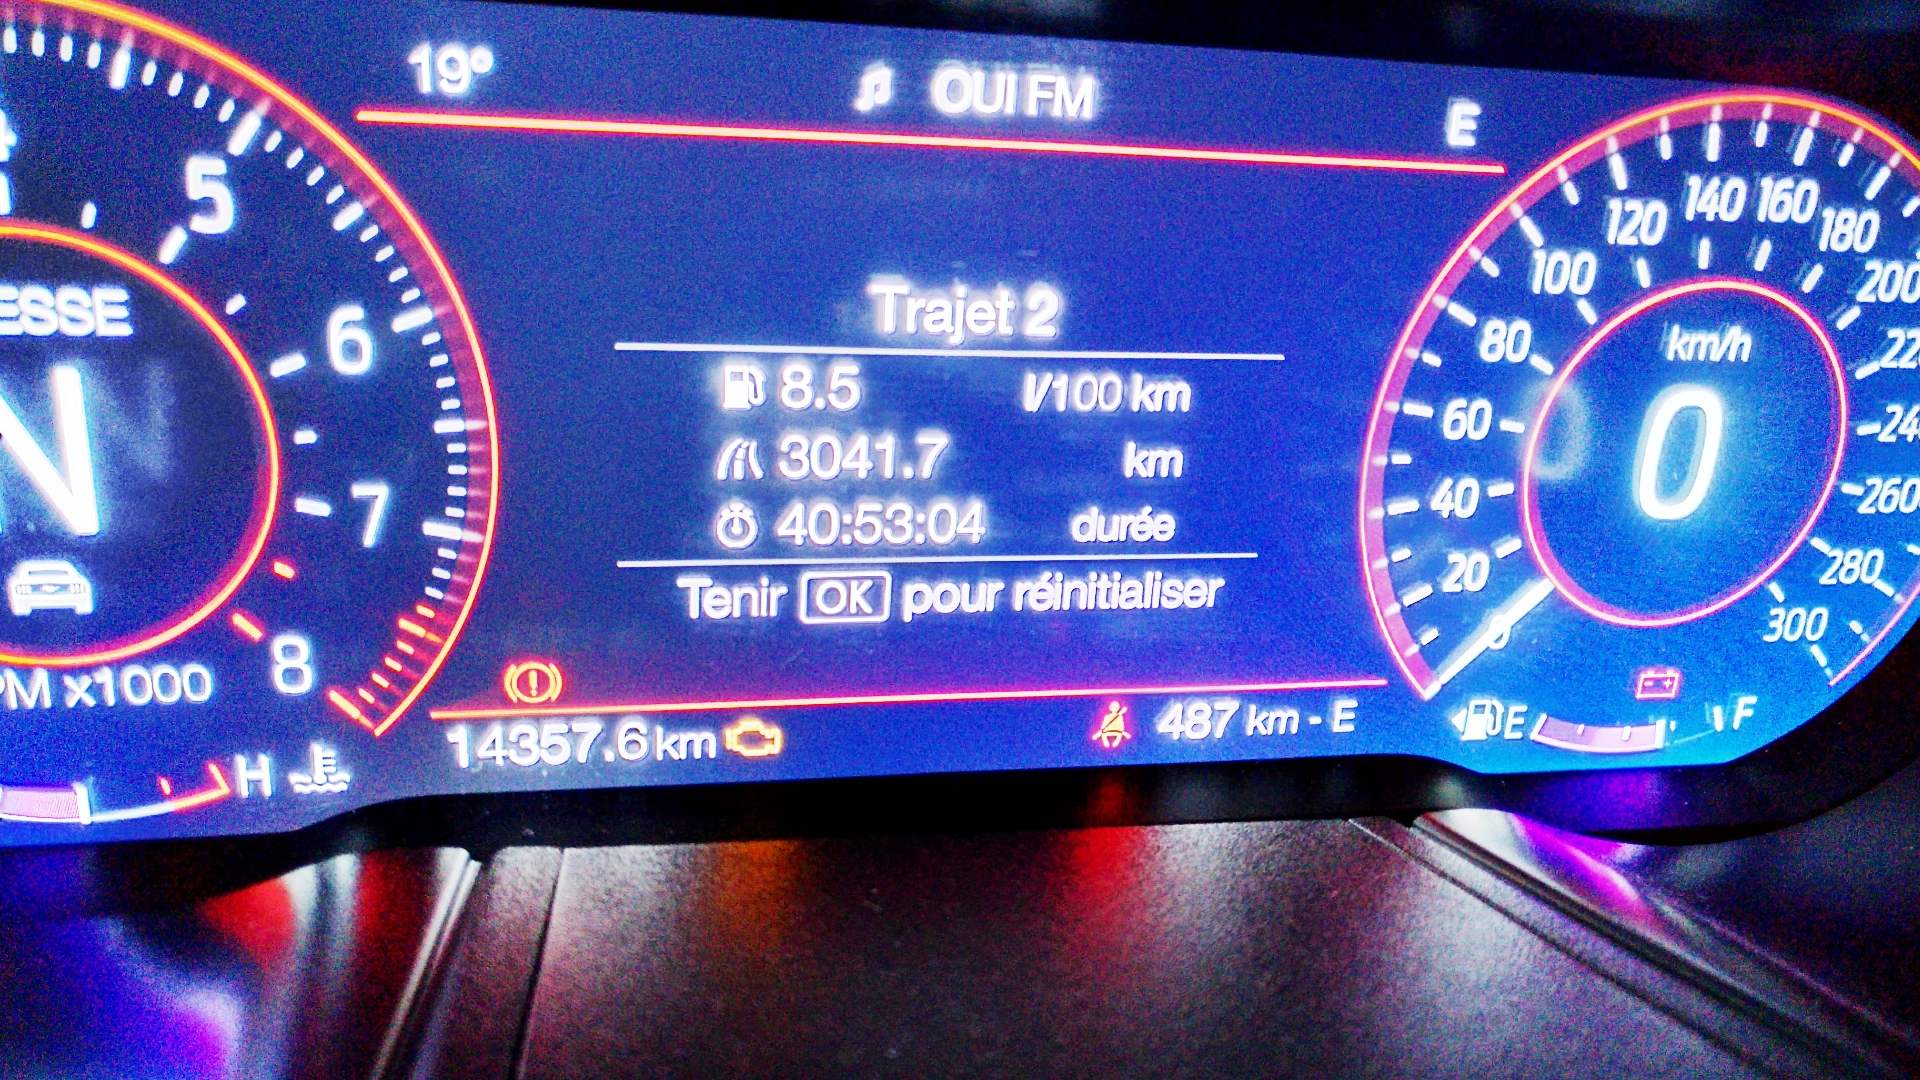 19°
OUI FM
E
5
6
7
8
ESSE
N
PM x1000
H
Trajet 2
8.5 l/100 km
3041.7 km
40:53:04 durée
Tenir OK pour réinitialiser
14357.6 km
487 km - E
0
20
40
60
80
100
120
140
160
180
200
260
280
300
km/h
0
E
F